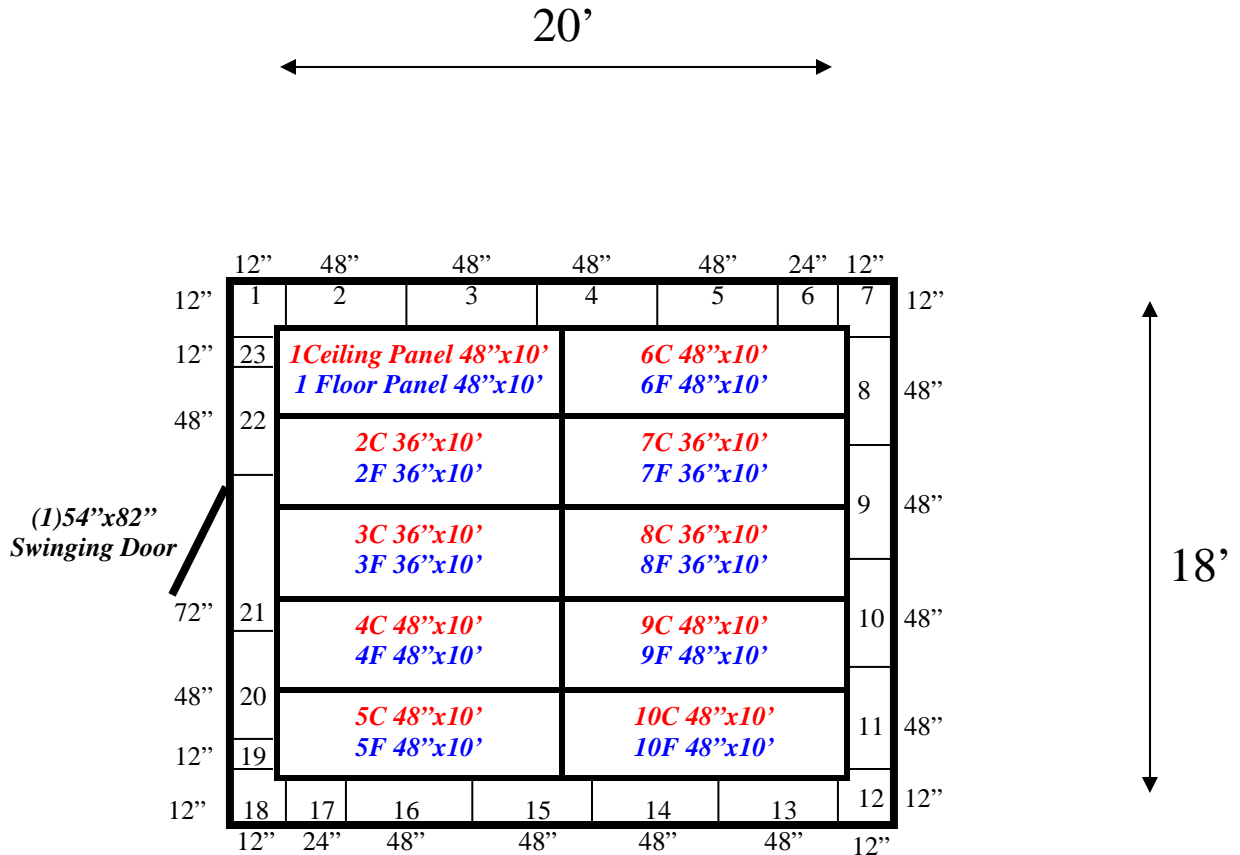 20’
12” 48” 48” 48” 48” 24” 12”
12” 1 2 3 4 5 6 7 12”
12” 23 1Ceiling Panel 48”x10’ 6C 48”x10’
1 Floor Panel 48”x10’ 6F 48”x10’ 8 48”
48” 22 2C 36”x10’ 7C 36”x10’
2F 36”x10’ 7F 36”x10’
9 48”
(1)54”x82” 3C 36”x10’ 8C 36”x10’
Swinging Door 3F 36”x10’ 8F 36”x10’ 18’
72” 21 4C 48”x10’ 9C 48”x10’ 10 48”
4F 48”x10’ 9F 48”x10’
48” 20 5C 48”x10’ 10C 48”x10’ 11 48”
12” 19 5F 48”x10’ 10F 48”x10’
12” 18 17 16 15 14 13 12 12”
12” 24” 48” 48” 48” 48” 12”